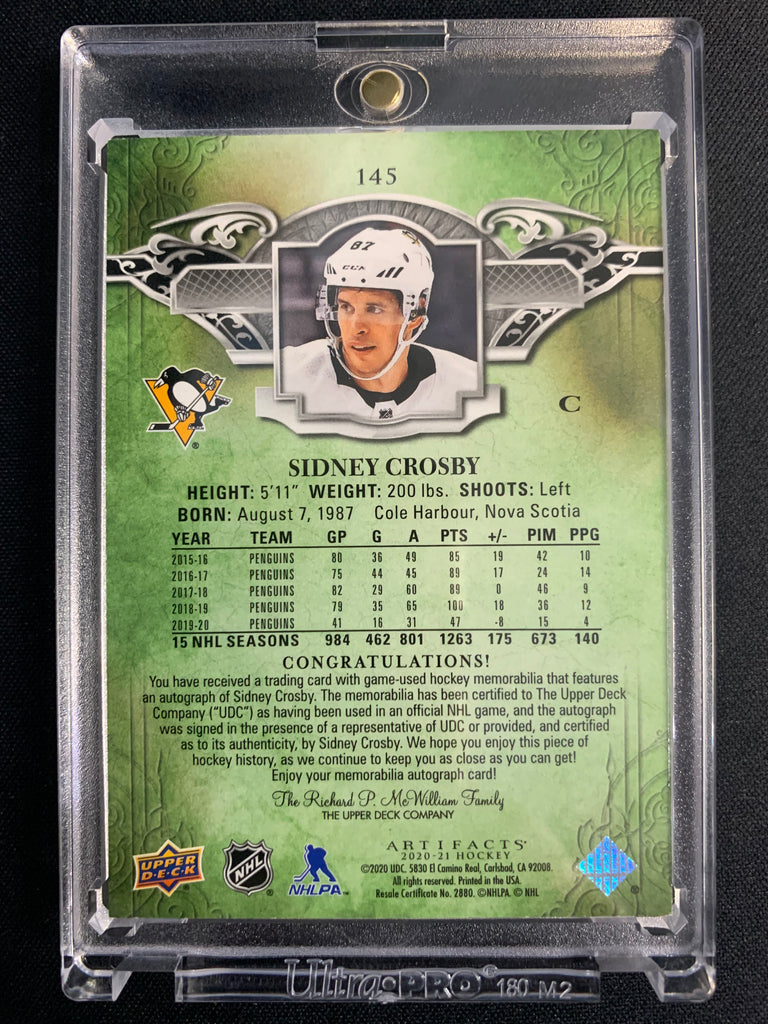 145
87
CCM
C
SIDNEY CROSBY
HEIGHT: 5'11" WEIGHT: 200 lbs. SHOOTS: Left
BORN: August 7, 1987 Cole Harbour, Nova Scotia
YEAR TEAM GP G A PTS +/- PIM PPG
2015-16 PENGUINS 80 36 49 85 19 42 10
2016-17 PENGUINS 75 44 45 89 17 24 14
2017-18 PENGUINS 82 29 60 89 0 46 9
2018-19 PENGUINS 79 35 65 100 18 36 12
2019-20 PENGUINS 41 16 31 47 -8 15 4
15 NHL SEASONS 984 462 801 1263 175 673 140
CONGRATULATIONS!
You have received a trading card with game-used hockey memorabilia that features
an autograph of Sidney Crosby. The memorabilia has been certified to The Upper Deck
Company ("UDC") as having been used in an official NHL game, and the autograph
was signed in the presence of a representative of UDC or provided, and certified
as to its authenticity, by Sidney Crosby. We hope you enjoy this piece of
hockey history, as we continue to keep you as close as you can get!
Enjoy your memorabilia autograph card!
The Richard P. McWilliam Family
THE UPPER DECK COMPANY
ARTIFACTS
2020-21 HOCKEY
©2020 UDC. 5830 El Camino Real, Carlsbad, CA 92008.
All rights reserved. Printed in the USA.
Resale Certificate No. 2880. ©NHLPA. © NHL
UPPER
D•E•C•K
NHL ®
NHLPA™
Ultra•PRO® 180 M2